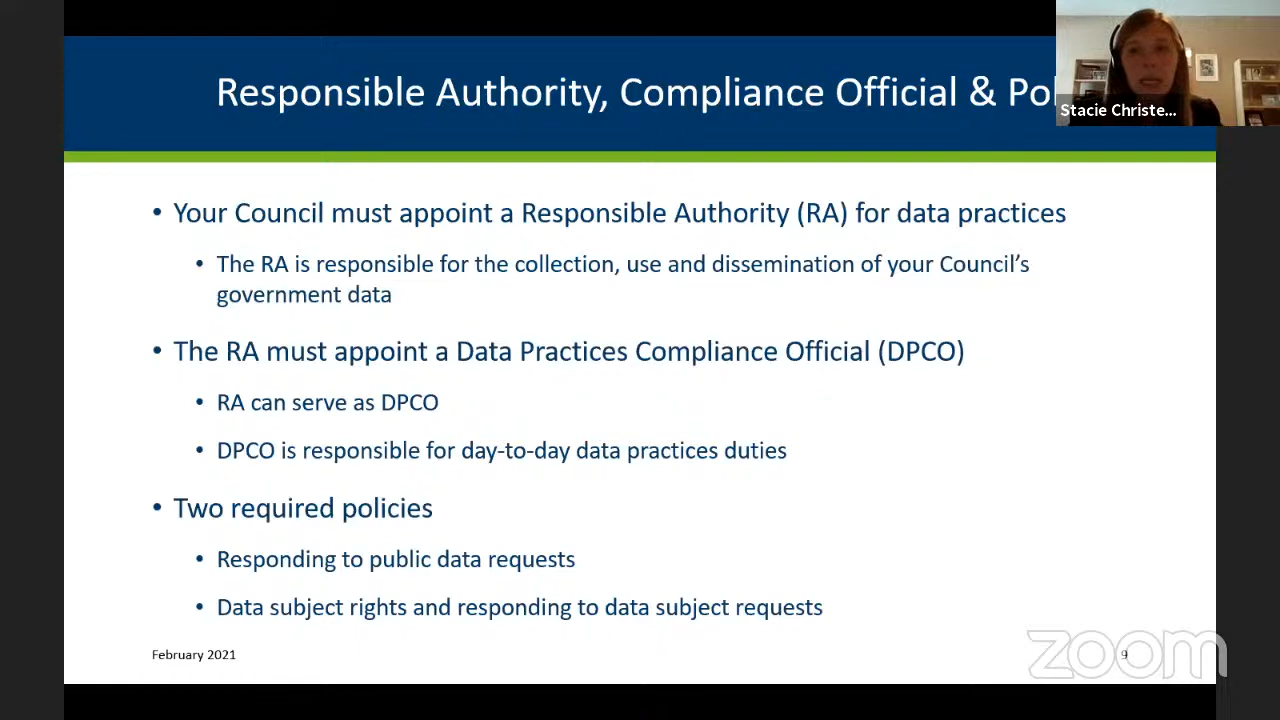 Responsible Authority, Compliance Official & Pol
Stacie Christe...
• Your Council must appoint a Responsible Authority (RA) for data practices
• The RA is responsible for the collection, use and dissemination of your Council's
government data
• The RA must appoint a Data Practices Compliance Official (DPCO)
• RA can serve as DPCO
• DPCO is responsible for day-to-day data practices duties
• Two required policies
• Responding to public data requests
• Data subject rights and responding to data subject requests
February 2021
9
zoom